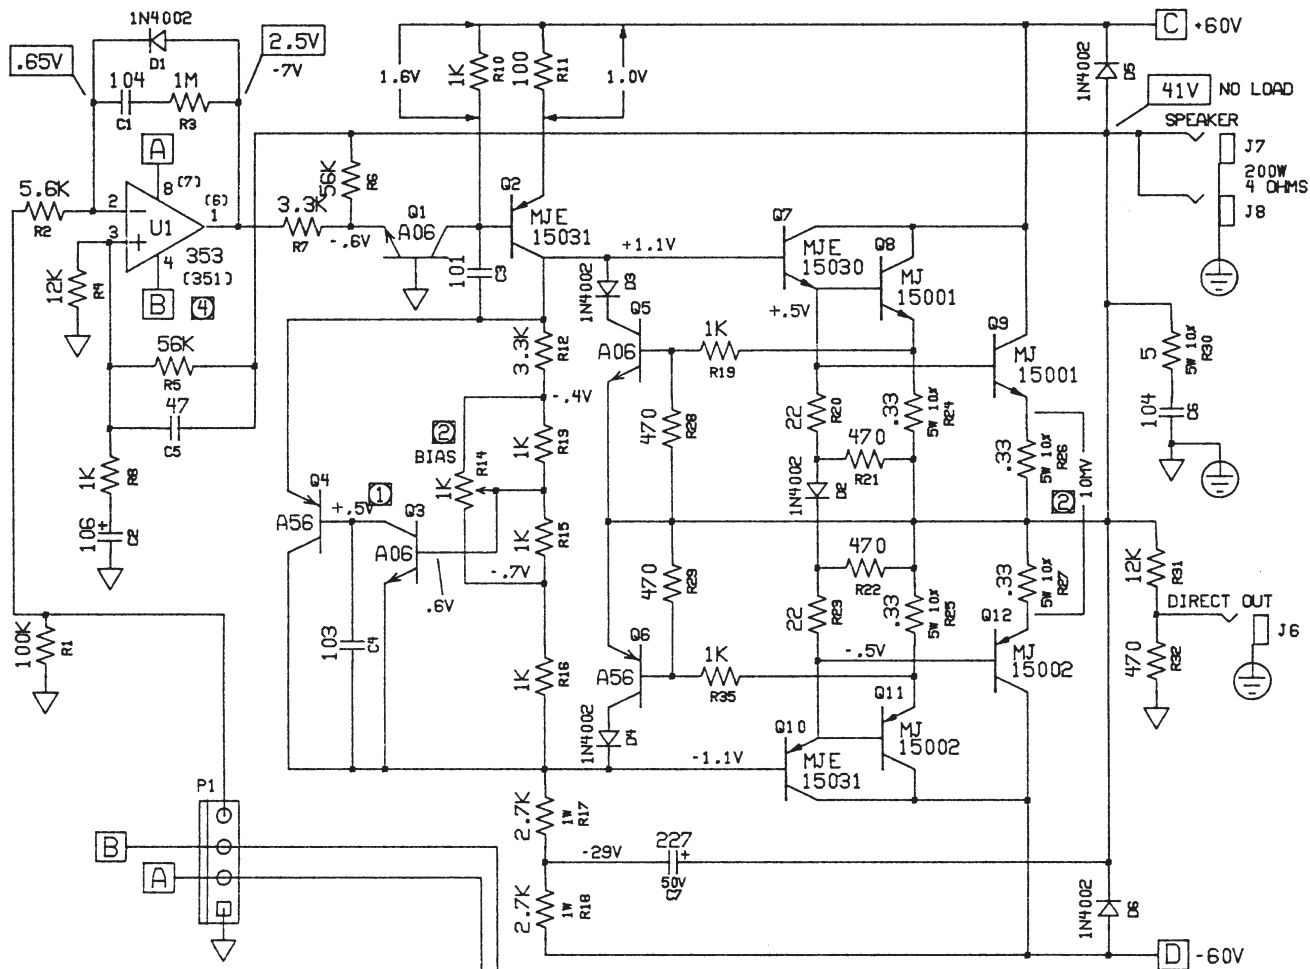 1N4002
D1
.65V
2.5V
-7V
104
C1
1M
R3
1.6V
1K
R10
100
R11
1.0V
1N4002
D5
C
+60V
41V
NO LOAD
SPEAKER
J7
200W
4 OHMS
J8
A
5.6K
R2
2
3
8
(7)
(6)
1
U1
4
353
(351)
B
4
12K
R4
3.3K
R7
56K
R6
-.6V
Q1
A06
Q2
MJE
15031
101
C3
+1.1V
Q7
MJE
15030
Q8
MJ
15001
+.5V
1N4002
D3
Q5
A06
1K
R19
Q9
MJ
15001
5
5W 10%
R30
104
C6
56K
R5
47
C5
1K
R8
106
+
C2
3.3K
R12
-.4V
2
BIAS
R14
1K
1K
R19
470
R28
22
R20
.33
5W 10%
R24
470
R21
1N4002
D2
.33
5W 10%
R26
10MV
2
Q4
A56
+.5V
1
Q3
A06
1K
R15
-.7V
.6V
103
C4
470
R29
470
R22
22
R23
.33
5W 10%
R25
.33
5W 10%
R27
12K
R31
DIRECT OUT
J6
470
R32
100K
R1
1K
R16
Q6
A56
1K
R35
-.5V
Q12
MJ
15002
Q11
MJ
15002
1N4002
D4
-1.1V
Q10
MJE
15031
P1
B
A
2.7K
1W
R17
-29V
227
+
50V
C7
2.7K
1W
R18
1N4002
D6
D
-60V